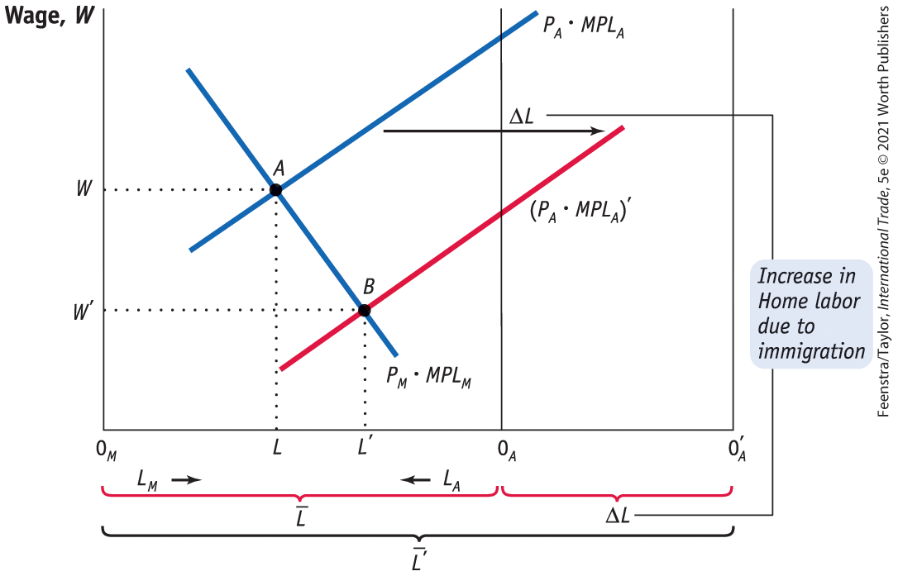 Wage, W
P_A · MPL_A
ΔL
A
W
(P_A · MPL_A)′
B
W′
Increase in
Home labor
due to
immigration
P_M · MPL_M
0_M
L
L′
0_A
0′_A
L_M →
← L_A
L̅
ΔL
L̅′
Feenstra/Taylor, International Trade, 5e © 2021 Worth Publishers